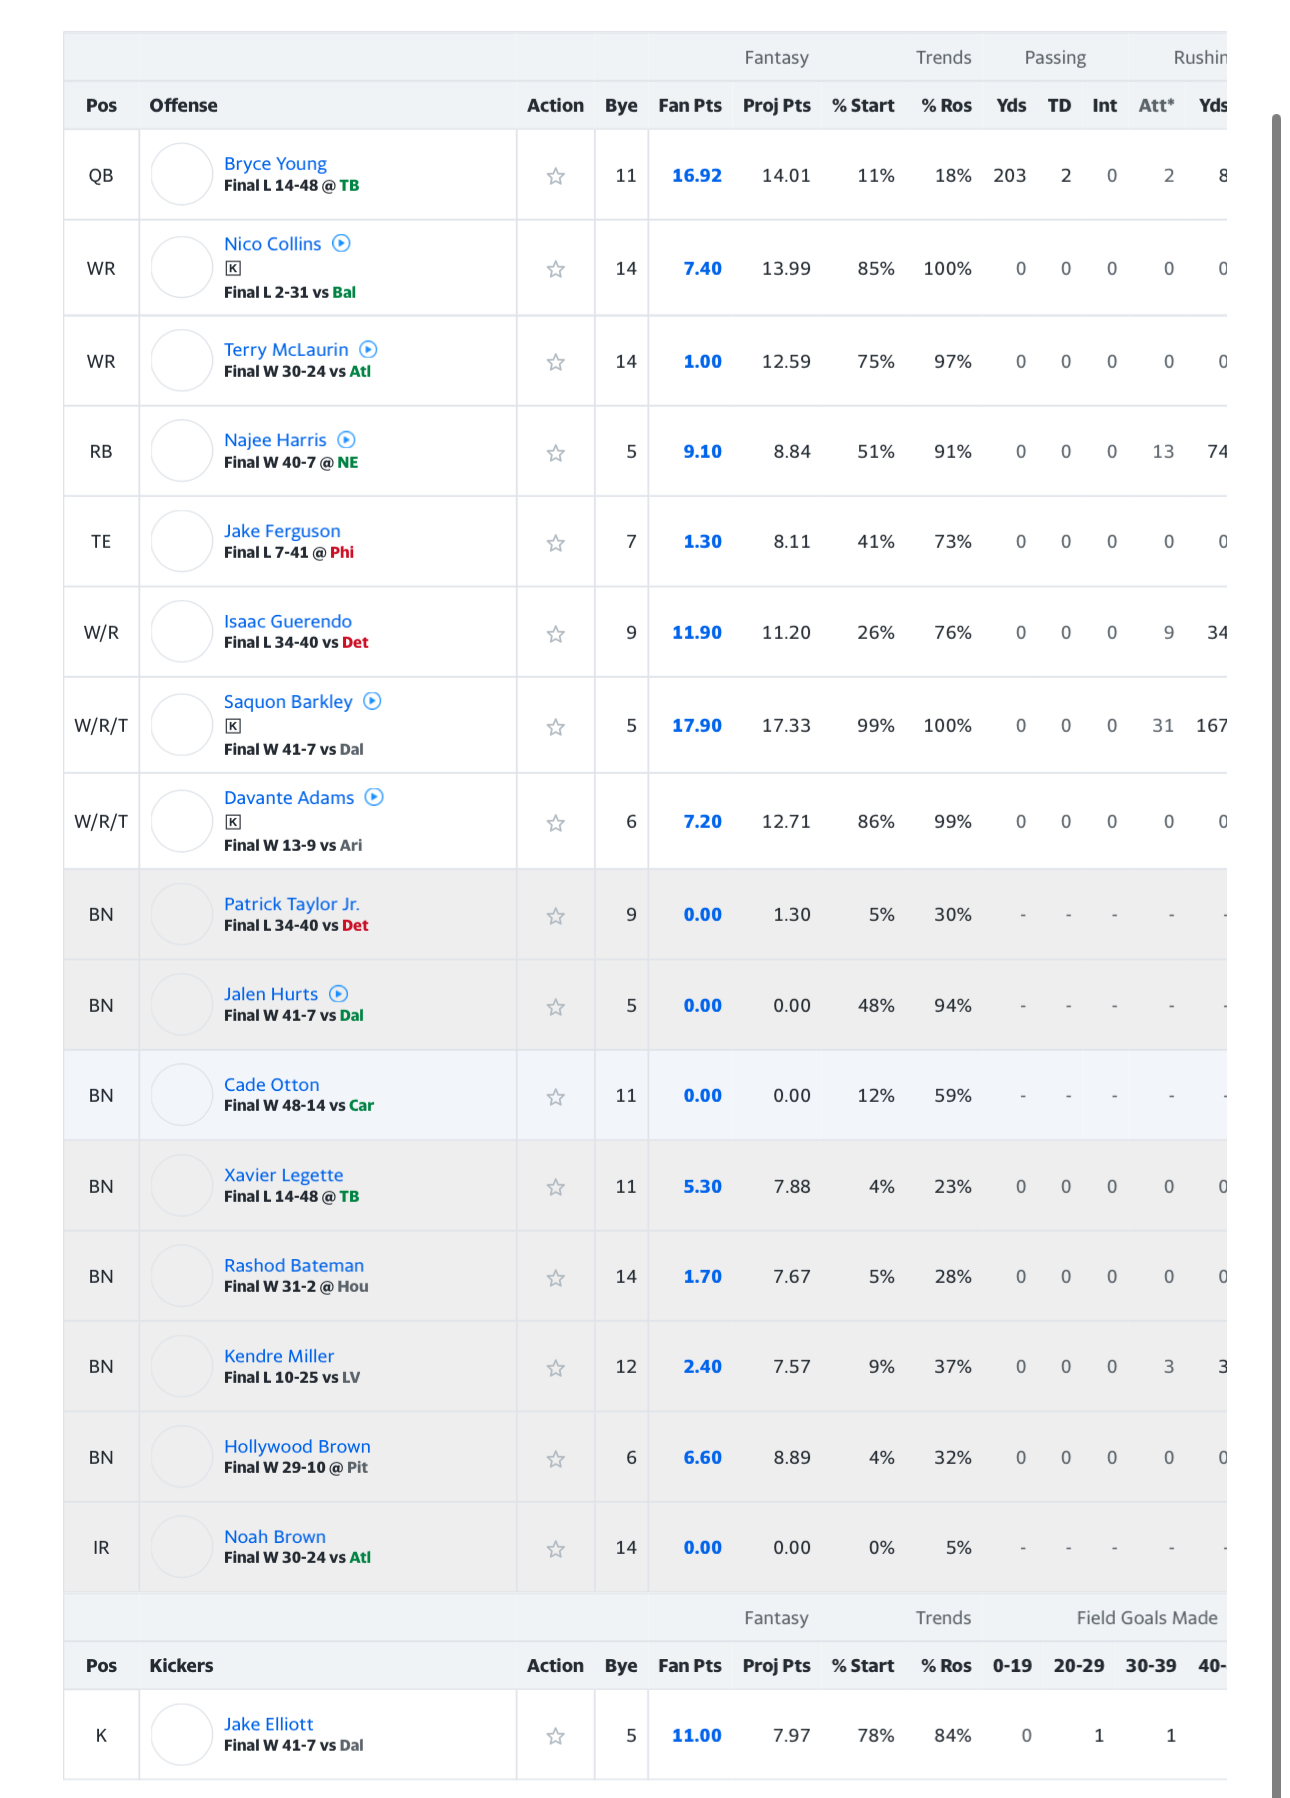 Fantasy Trends Passing Rushin
Pos Offense Action Bye Fan Pts Proj Pts % Start % Ros Yds TD Int Att* Yds
QB Bryce Young 11 16.92 14.01 11% 18% 203 2 0 2 8
Final L 14-48 @ TB
Nico Collins
WR K 14 7.40 13.99 85% 100% 0 0 0 0 0
Final L 2-31 vs Bal
WR Terry McLaurin 14 1.00 12.59 75% 97% 0 0 0 0 0
Final W 30-24 vs Atl
RB Najee Harris 5 9.10 8.84 51% 91% 0 0 0 13 74
Final W 40-7 @ NE
TE Jake Ferguson 7 1.30 8.11 41% 73% 0 0 0 0 0
Final L 7-41 @ Phi
W/R Isaac Guerendo 9 11.90 11.20 26% 76% 0 0 0 9 34
Final L 34-40 vs Det
Saquon Barkley
W/R/T K 5 17.90 17.33 99% 100% 0 0 0 31 167
Final W 41-7 vs Dal
Davante Adams
W/R/T K 6 7.20 12.71 86% 99% 0 0 0 0 0
Final W 13-9 vs Ari
BN Patrick Taylor Jr. 9 0.00 1.30 5% 30% - - - - -
Final L 34-40 vs Det
BN Jalen Hurts 5 0.00 0.00 48% 94% - - - - -
Final W 41-7 vs Dal
BN Cade Otton 11 0.00 0.00 12% 59% - - - - -
Final W 48-14 vs Car
BN Xavier Legette 11 5.30 7.88 4% 23% 0 0 0 0 0
Final L 14-48 @ TB
BN Rashod Bateman 14 1.70 7.67 5% 28% 0 0 0 0 0
Final W 31-2 @ Hou
BN Kendre Miller 12 2.40 7.57 9% 37% 0 0 0 3 3
Final L 10-25 vs LV
BN Hollywood Brown 6 6.60 8.89 4% 32% 0 0 0 0 0
Final W 29-10 @ Pit
IR Noah Brown 14 0.00 0.00 0% 5% - - - - -
Final W 30-24 vs Atl
Fantasy Trends Field Goals Made
Pos Kickers Action Bye Fan Pts Proj Pts % Start % Ros 0-19 20-29 30-39 40-
K Jake Elliott 5 11.00 7.97 78% 84% 0 1 1
Final W 41-7 vs Dal